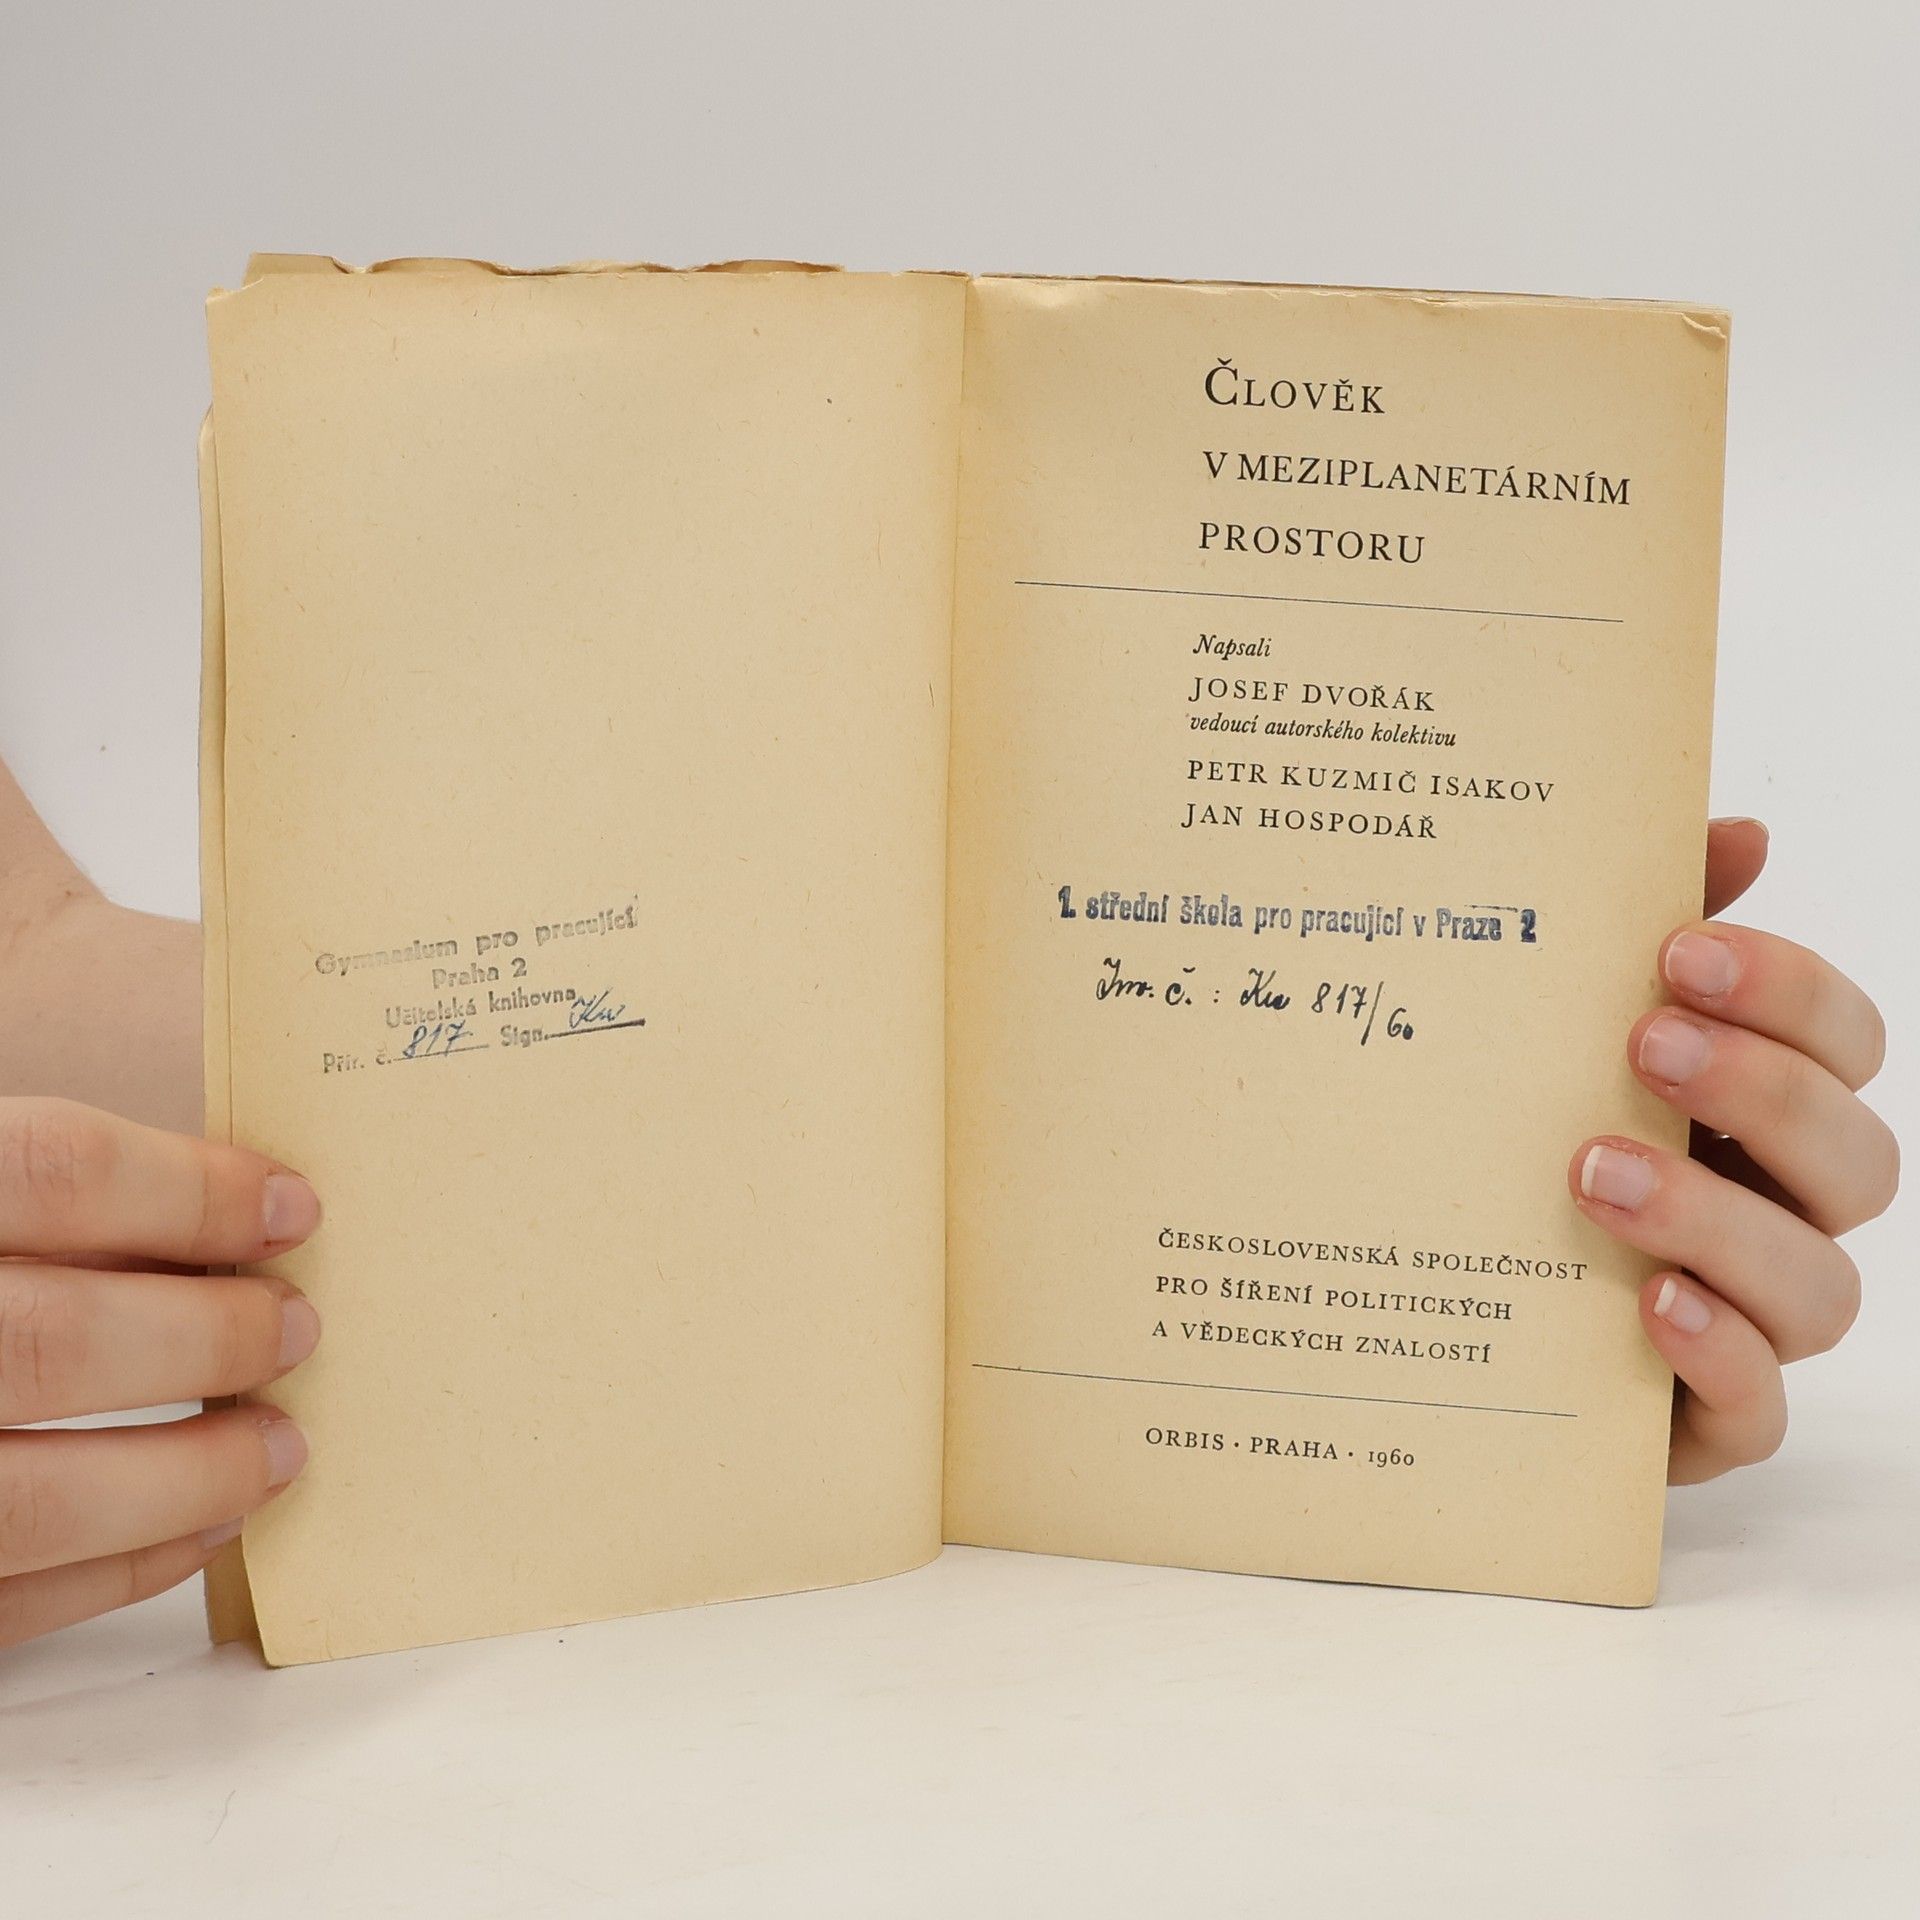 Gymnasium pro pracující
Praha 2
Učitelská knihovna
Přír. č. 817 Sign. Ku
ČLOVĚK
V MEZIPLANETÁRNÍM
PROSTORU
Napsali
JOSEF DVOŘÁK
vedoucí autorského kolektivu
PETR KUZMIČ ISAKOV
JAN HOSPODÁŘ
1. střední škola pro pracující v Praze 2
Inv. č. : Ku 817/60
ČESKOSLOVENSKÁ SPOLEČNOST
PRO ŠÍŘENÍ POLITICKÝCH
A VĚDECKÝCH ZNALOSTÍ
ORBIS · PRAHA · 1960